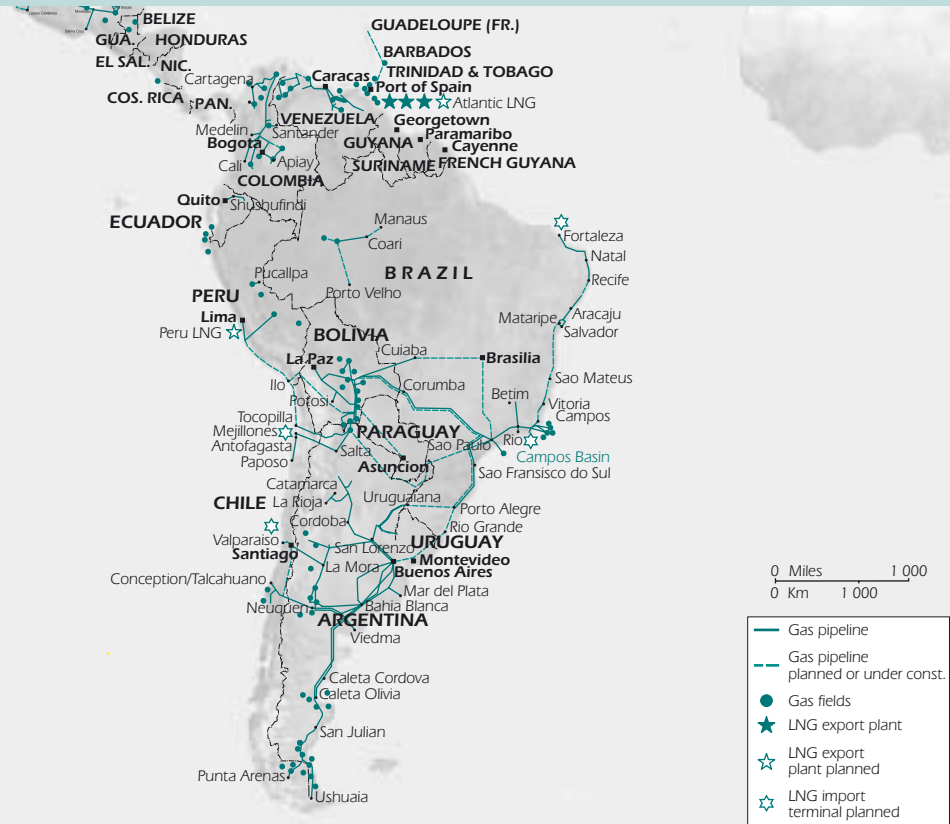 BELIZE
GUA. HONDURAS
EL SAL. NIC.
COS. RICA PAN.
GUADELOUPE (FR.)
BARBADOS
TRINIDAD & TOBAGO
Cartagena
Caracas
Port of Spain
Atlantic LNG
VENEZUELA
Georgetown
Medelin
Santander
Paramaribo
Bogota
GUYANA
Cayenne
Cali
Apiay
SURINAME
FRENCH GUYANA
COLOMBIA
Quito
Shushufindi
ECUADOR
Manaus
Coari
Fortaleza
Natal
BRAZIL
Pucallpa
Recife
PERU
Porto Velho
Lima
Aracaju
Mataripe
Peru LNG
Salvador
BOLIVIA
Cuiaba
La Paz
Brasilia
Ilo
Corumba
Sao Mateus
Potosi
Betim
Vitoria
Tocopilla
Campos
Mejillones
PARAGUAY
Antofagasta
Sao Paulo
Rio
Paposo
Salta
Campos Basin
Asuncion
Sao Fransisco do Sul
Catamarca
CHILE
La Rioja
Uruguaiana
Porto Alegre
Cordoba
Rio Grande
Valparaiso
San Lorenzo
URUGUAY
Santiago
Montevideo
La Mora
Buenos Aires
Conception/Talcahuano
Mar del Plata
Neuquen
Bahia Blanca
ARGENTINA
Viedma
Caleta Cordova
Caleta Olivia
San Julian
Punta Arenas
Ushuaia
0 Miles 1 000
0 Km 1 000
Gas pipeline
Gas pipeline
planned or under const.
Gas fields
LNG export plant
LNG export
plant planned
LNG import
terminal planned